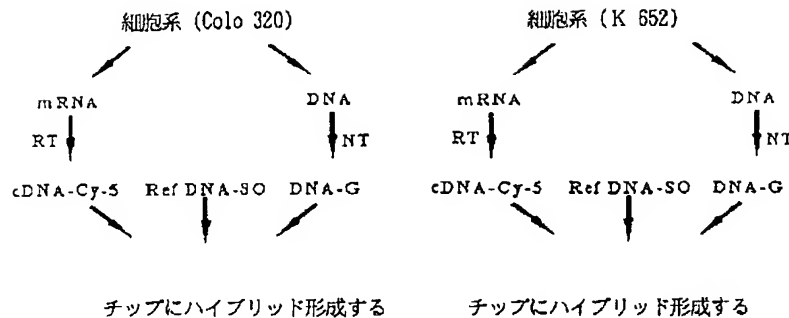 細胞系 (Colo 320)
mRNA
DNA
RT
NT
cDNA-Cy-5
Ref DNA-SO
DNA-G
チップにハイブリッド形成する
細胞系 (K 652)
mRNA
DNA
RT
NT
cDNA-Cy-5
Ref DNA-SO
DNA-G
チップにハイブリッド形成する